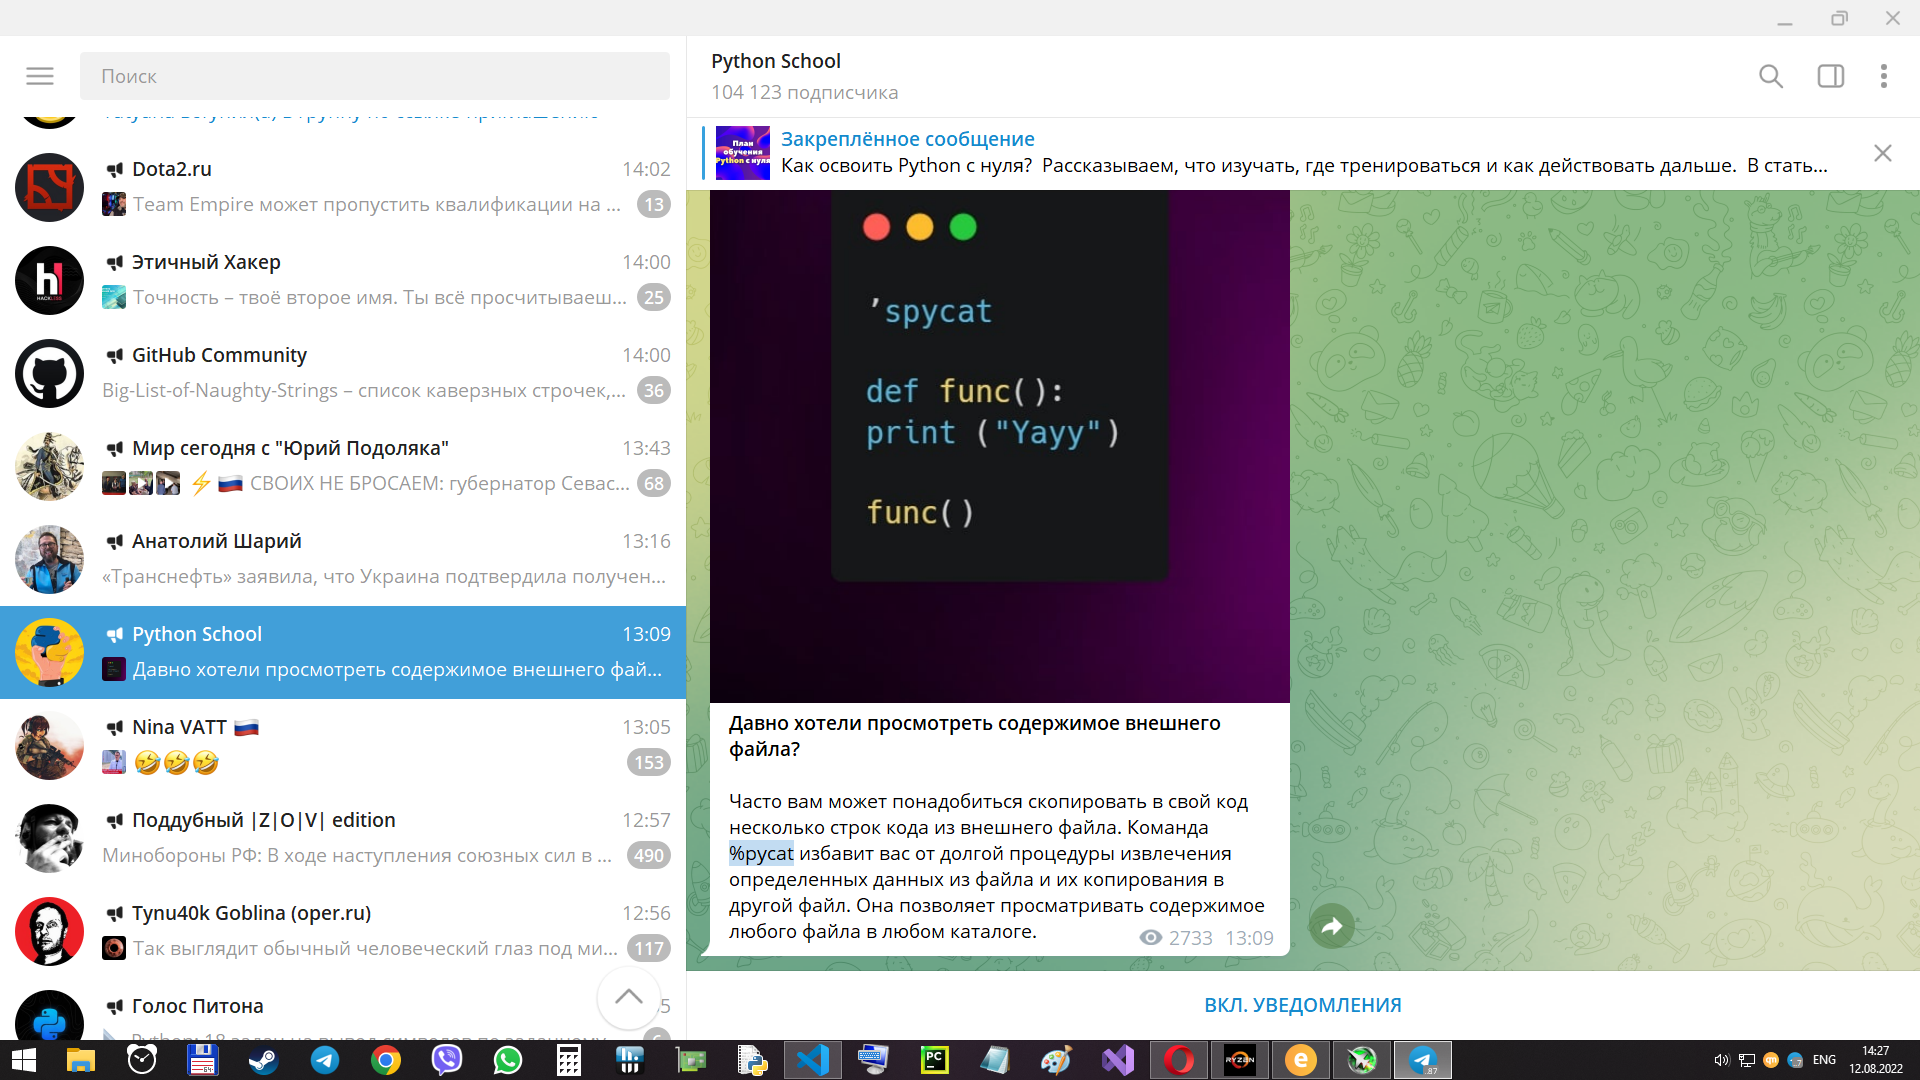 Поиск
Dota2.ru
14:02
Team Empire может пропустить квалификации на ...
13
Этичный Хакер
14:00
Точность – твоё второе имя. Ты всё просчитываеш...
25
GitHub Community
14:00
Big-List-of-Naughty-Strings – список каверзных строчек,...
36
Мир сегодня с "Юрий Подоляка"
13:43
СВОИХ НЕ БРОСАЕМ: губернатор Севас...
68
Анатолий Шарий
13:16
«Транснефть» заявила, что Украина подтвердила получен...
Python School
13:09
Давно хотели просмотреть содержимое внешнего фай...
Nina VATT
13:05
153
Поддубный |Z|O|V| edition
12:57
Минобороны РФ: В ходе наступления союзных сил в ...
490
Tynu40k Goblina (oper.ru)
12:56
Так выглядит обычный человеческий глаз под ми...
117
Голос Питона
Python School
104 123 подписчика
План
обучения
Python с нуля
Закреплённое сообщение
Как освоить Python с нуля? Рассказываем, что изучать, где тренироваться и как действовать дальше. В стать...
’spycat
def func():
print ("Yayy")
func()
Давно хотели просмотреть содержимое внешнего
файла?
Часто вам может понадобиться скопировать в свой код
несколько строк кода из внешнего файла. Команда
%pycat избавит вас от долгой процедуры извлечения
определенных данных из файла и их копирования в
другой файл. Она позволяет просматривать содержимое
любого файла в любом каталоге.
2733 13:09
ВКЛ. УВЕДОМЛЕНИЯ
PC
RYZEN
.87
ENG
14:27
12.08.2022